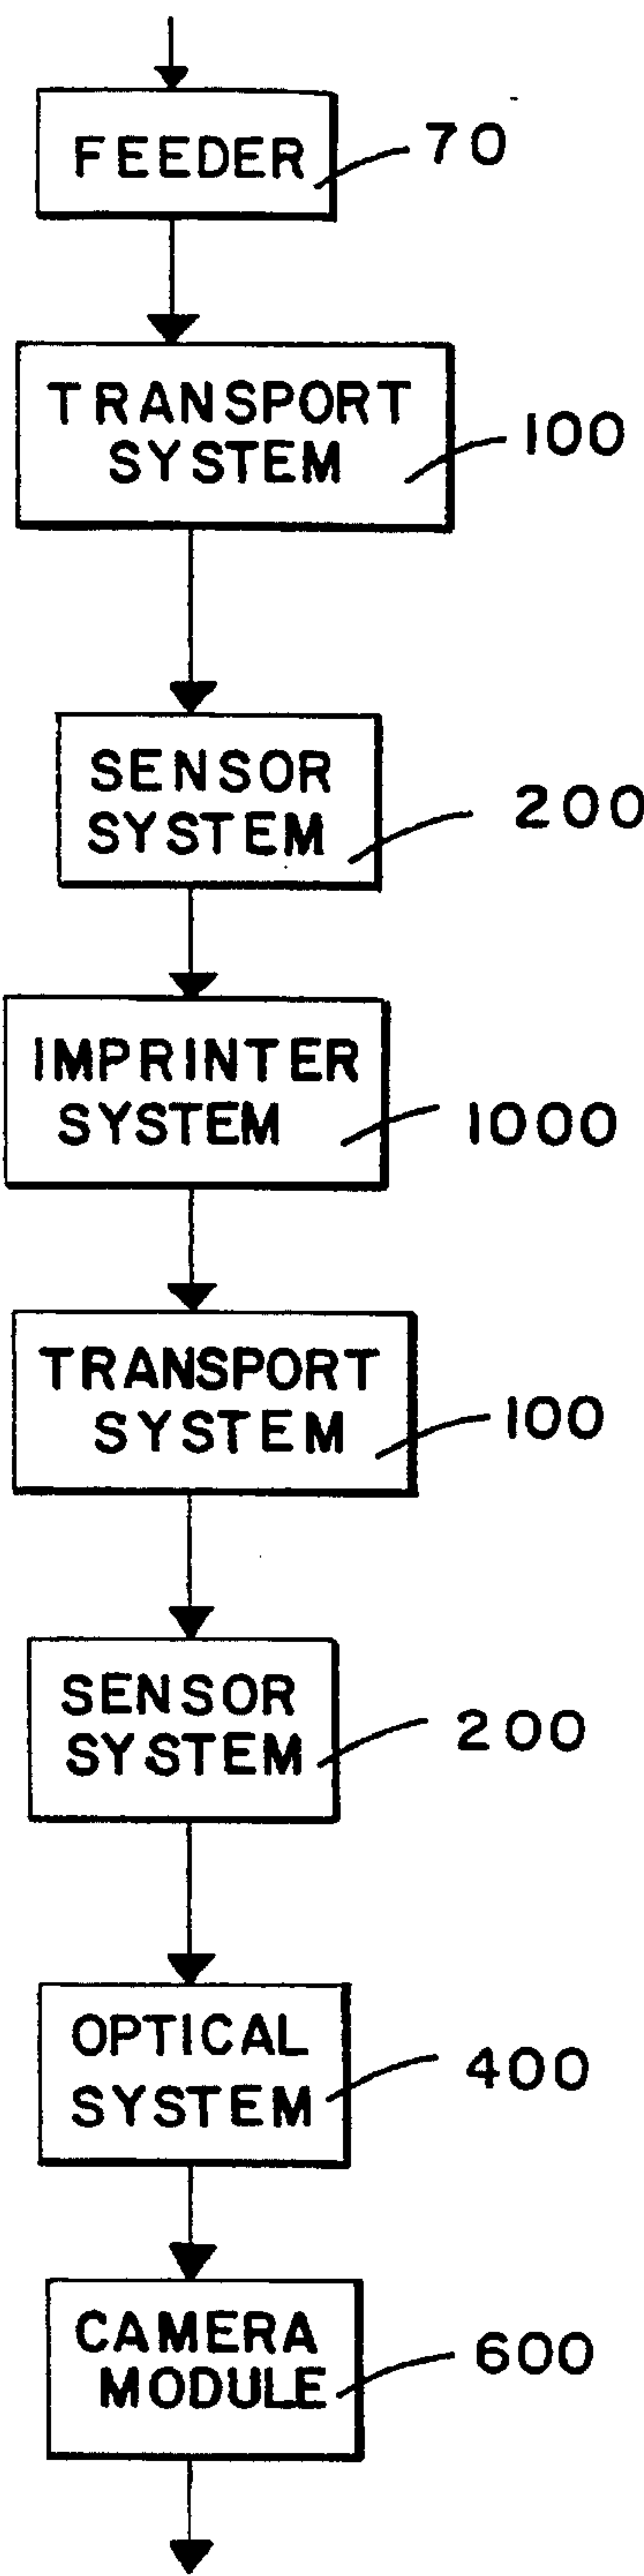 FEEDER
70
TRANSPORT
SYSTEM
100
SENSOR
SYSTEM
200
IMPRINTER
SYSTEM
1000
TRANSPORT
SYSTEM
100
SENSOR
SYSTEM
200
OPTICAL
SYSTEM
400
CAMERA
MODULE
600